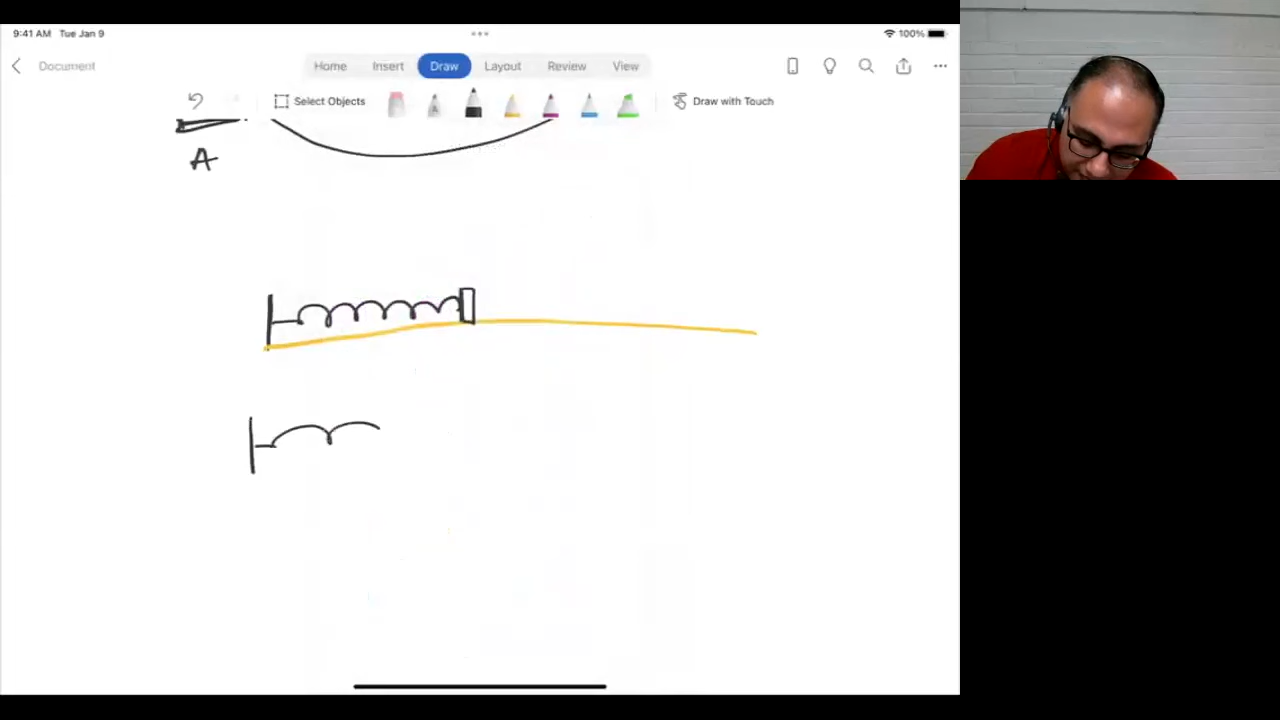 9:41 AM Tue Jan 9
100%
Document
Home Insert Draw Layout Review View
Select Objects
Draw with Touch
A